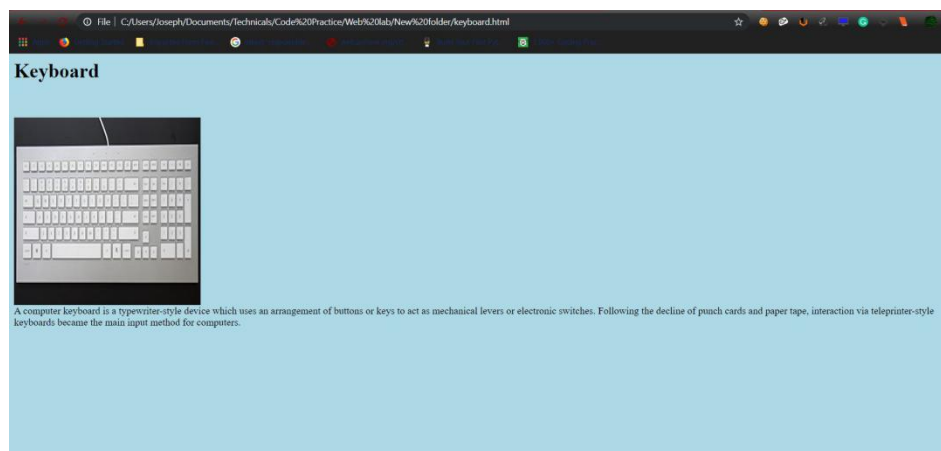 File | C:/Users/Joseph/Documents/Technicals/Code%20Practice/Web%20lab/New%20folder/keyboard.html
Keyboard
A computer keyboard is a typewriter-style device which uses an arrangement of buttons or keys to act as mechanical levers or electronic switches. Following the decline of punch cards and paper tape, interaction via teleprinter-style
keyboards became the main input method for computers.